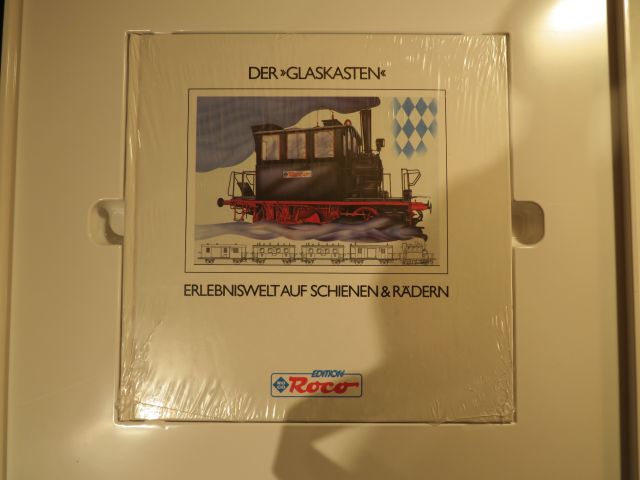 DER »GLASKASTEN«
ERLEBNISWELT AUF SCHIENEN & RÄDERN
EDITION
Roco